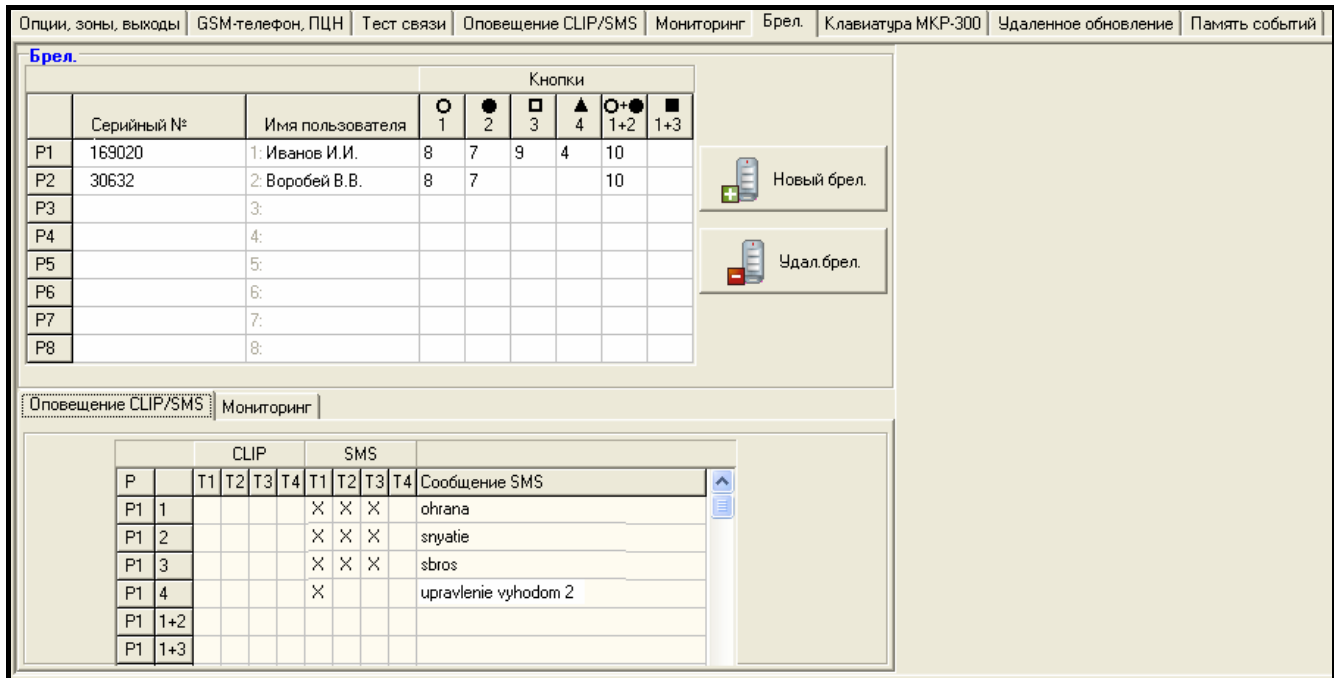 Опции, зоны, выходы GSM-телефон, ПЦН Тест связи Оповещение CLIP/SMS Мониторинг Брел. Клавиатура МКР-300 Удаленное обновление Память событий
Брел.
Кнопки
Серийный № Имя пользователя 1 2 3 4 1+2 1+3
P1 169020 1: Иванов И.И. 8 7 9 4 10
P2 30632 2: Воробей В.В. 8 7 10
P3 3:
P4 4:
P5 5:
P6 6:
P7 7:
P8 8:
Новый брел.
Удал.брел.
Оповещение CLIP/SMS Мониторинг
CLIP SMS
P T1 T2 T3 T4 T1 T2 T3 T4 Сообщение SMS
P1 1 X X X ohrana
P1 2 X X X snyatie
P1 3 X X X sbros
P1 4 X upravlenie vyhodom 2
P1 1+2
P1 1+3